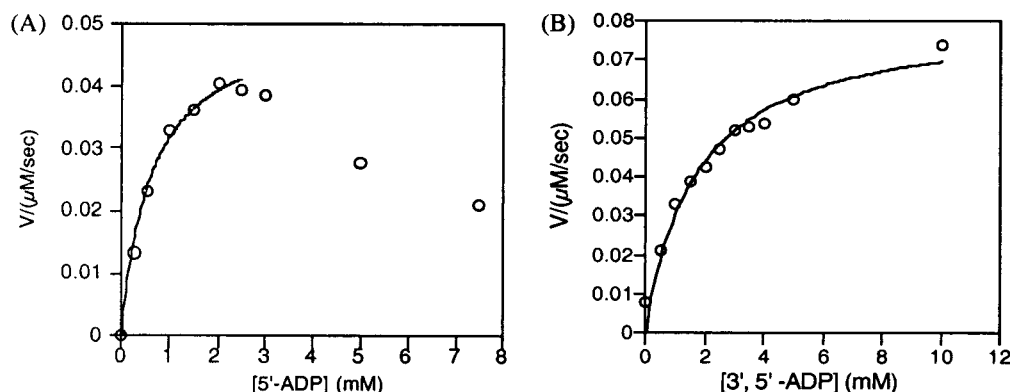 (A)
V/(µM/sec)
0.05
0.04
0.03
0.02
0.01
0
0 1 2 3 4 5 6 7 8
[5'-ADP] (mM)
(B)
V/(µM/sec)
0.08
0.07
0.06
0.05
0.04
0.03
0.02
0.01
0
0 2 4 6 8 10 12
[3', 5' -ADP] (mM)